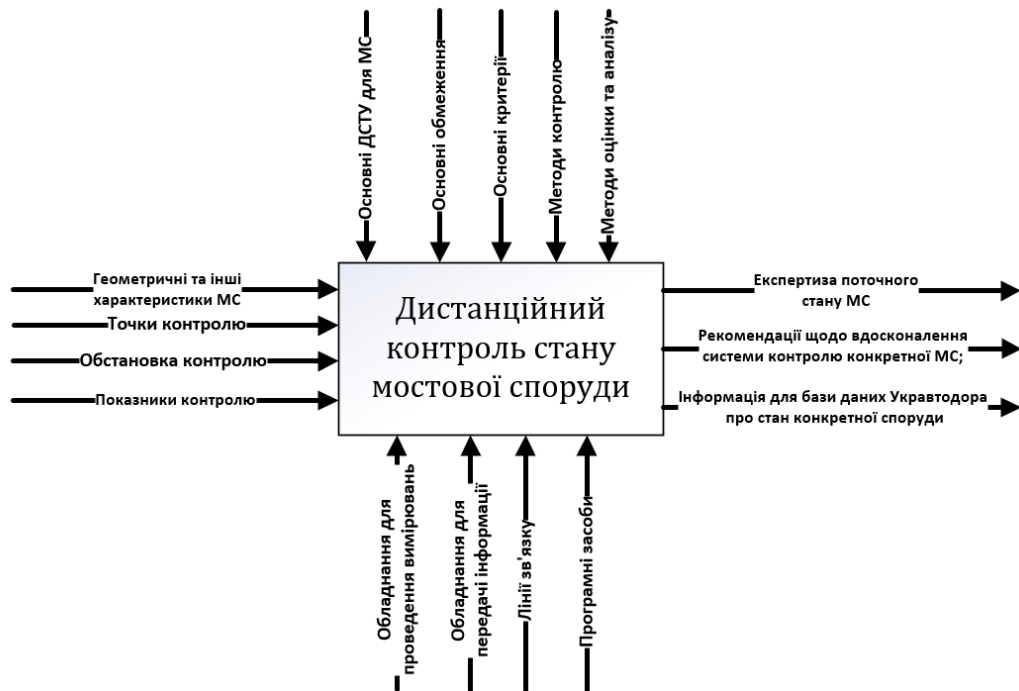 Основні ДСТУ для МС
Основні обмеження
Основні критерії
Методи контролю
Методи оцінки та аналізу
Геометричні та інші
характеристики МС
Точки контролю
Обстановка контролю
Показники контролю
Дистанційний
контроль стану
мостової споруди
Експертиза поточного
стану МС
Рекомендації щодо вдосконалення
системи контролю конкретної МС;
Інформація для бази даних Укравтодора
про стан конкретної споруди
Обладнання для
проведення вимірювань
Обладнання для
передачі інформації
Лінії зв'язку
Програмні засоби